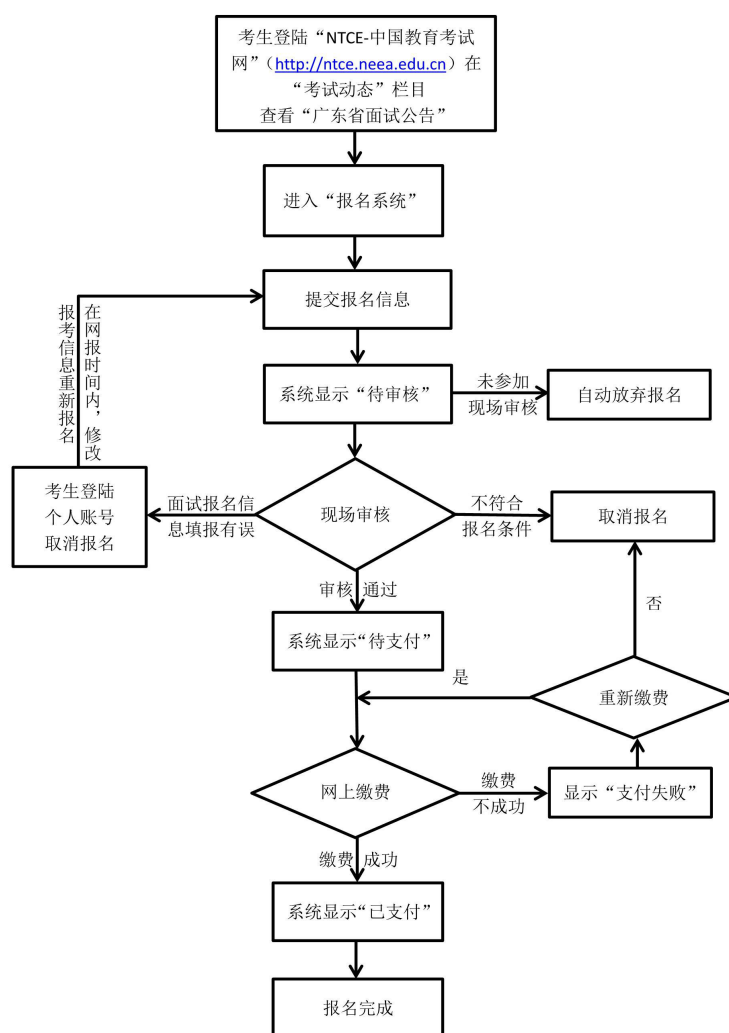 考生登陆“NTCE-中国教育考试
网”（http://ntce.neea.edu.cn）在
“考试动态”栏目
查看“广东省面试公告”
进入“报名系统”
提交报名信息
在网报时间内，修改
报考信息重新报名
系统显示“待审核”
未参加
现场审核
自动放弃报名
考生登陆
个人账号
取消报名
面试报名信
息填报有误
现场审核
不符合
报名条件
取消报名
审核 通过
否
系统显示“待支付”
是
重新缴费
网上缴费
缴费
不成功
显示“支付失败”
缴费 成功
系统显示“已支付”
报名完成